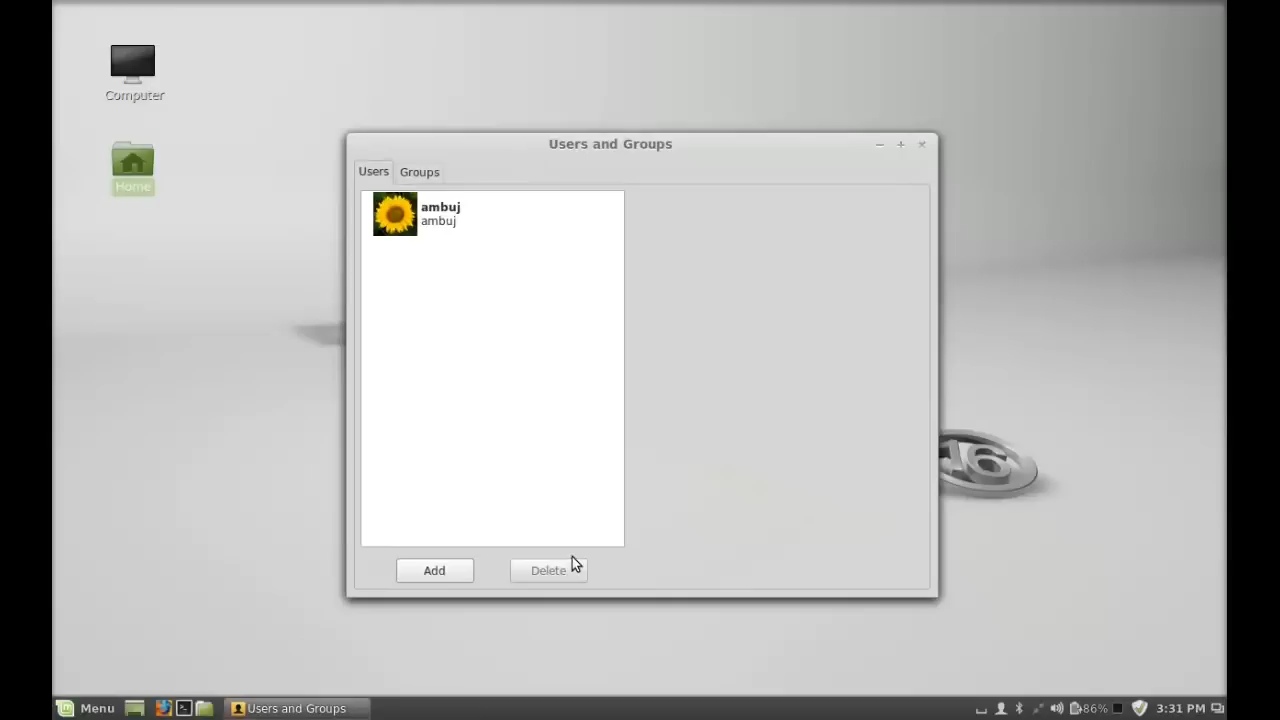 Computer
Home
Users and Groups
Users
Groups
ambuj
ambuj
Add
Delete
16
Menu
Users and Groups
86%
3:31 PM